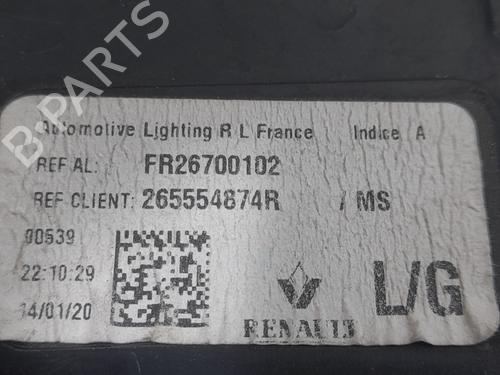 Automotive Lighting R L France Indice A
REF AL: FR26700102
REF CLIENT: 265554874R / MS
00539
22:10:29
14/01/20
L/G
RENAULT
B-PARTS